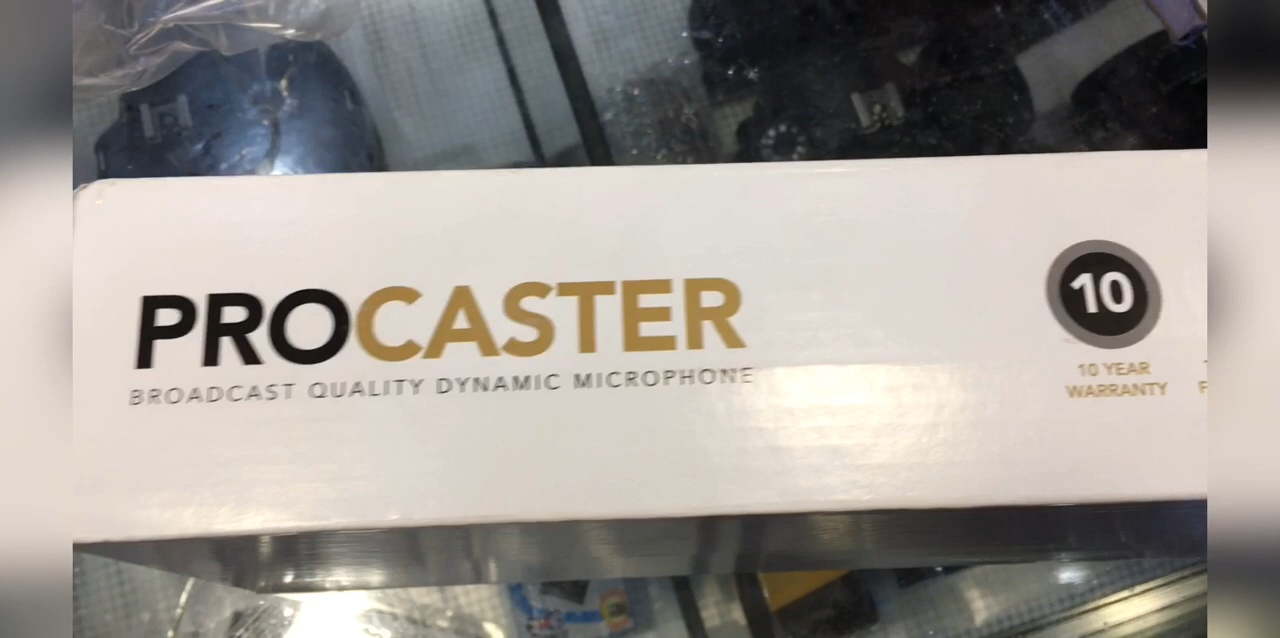 PROCASTER
BROADCAST QUALITY DYNAMIC MICROPHONE
10
10 YEAR
WARRANTY